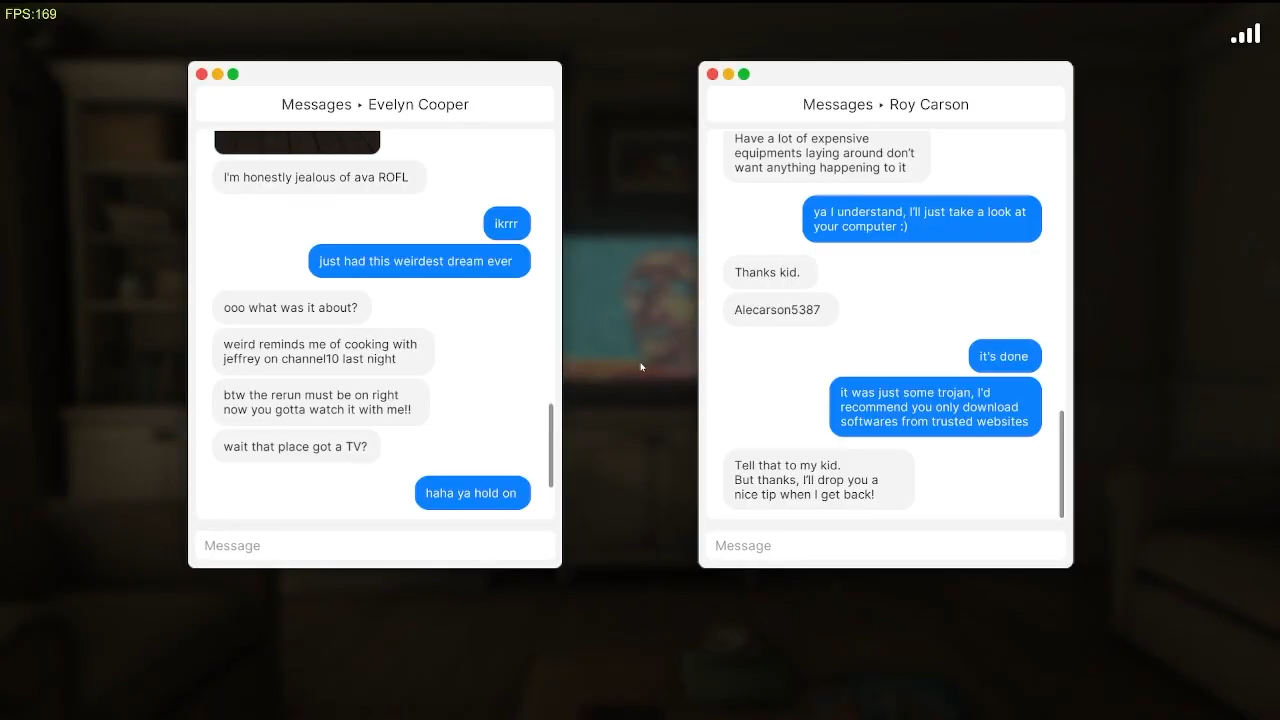 FPS:169
Messages ‣ Evelyn Cooper
I'm honestly jealous of ava ROFL
ikrrr
just had this weirdest dream ever
ooo what was it about?
weird reminds me of cooking with
jeffrey on channel10 last night
btw the rerun must be on right
now you gotta watch it with me!!
wait that place got a TV?
haha ya hold on
Message
Messages ‣ Roy Carson
Have a lot of expensive
equipments laying around don't
want anything happening to it
ya I understand, I'll just take a look at
your computer :)
Thanks kid.
Alecarson5387
it's done
it was just some trojan, I'd
recommend you only download
softwares from trusted websites
Tell that to my kid.
But thanks, I'll drop you a
nice tip when I get back!
Message